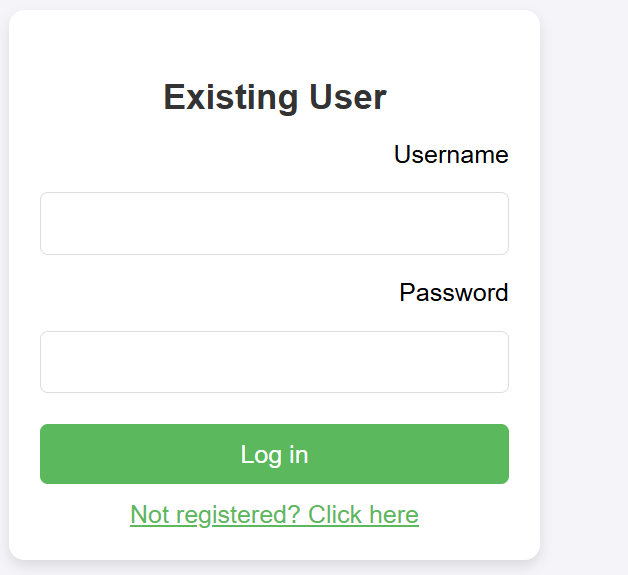 Existing User
Username
Password
Log in
Not registered? Click here